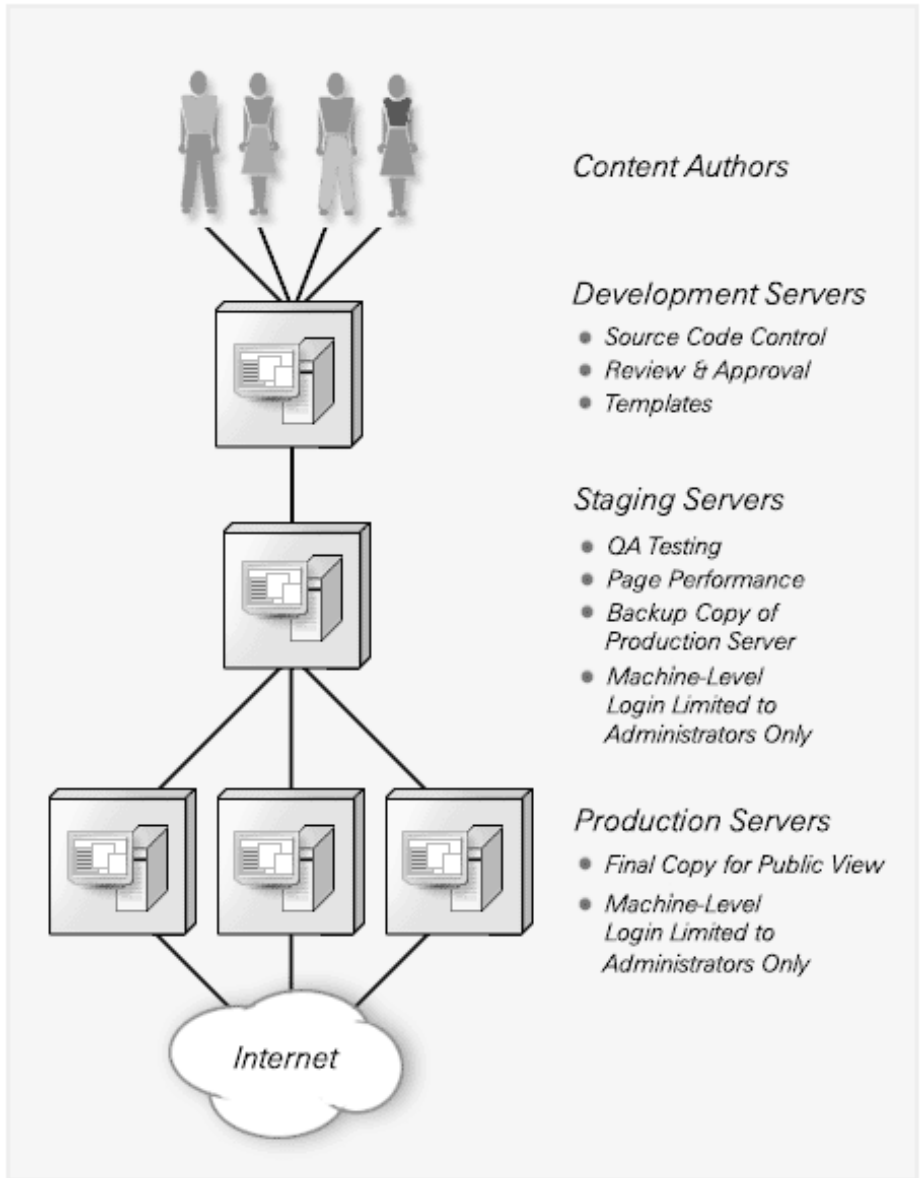 Content Authors
Development Servers
Source Code Control
Review & Approval
Templates
Staging Servers
QA Testing
Page Performance
Backup Copy of
Production Server
Machine-Level
Login Limited to
Administrators Only
Production Servers
Final Copy for Public View
Machine-Level
Login Limited to
Administrators Only
Internet